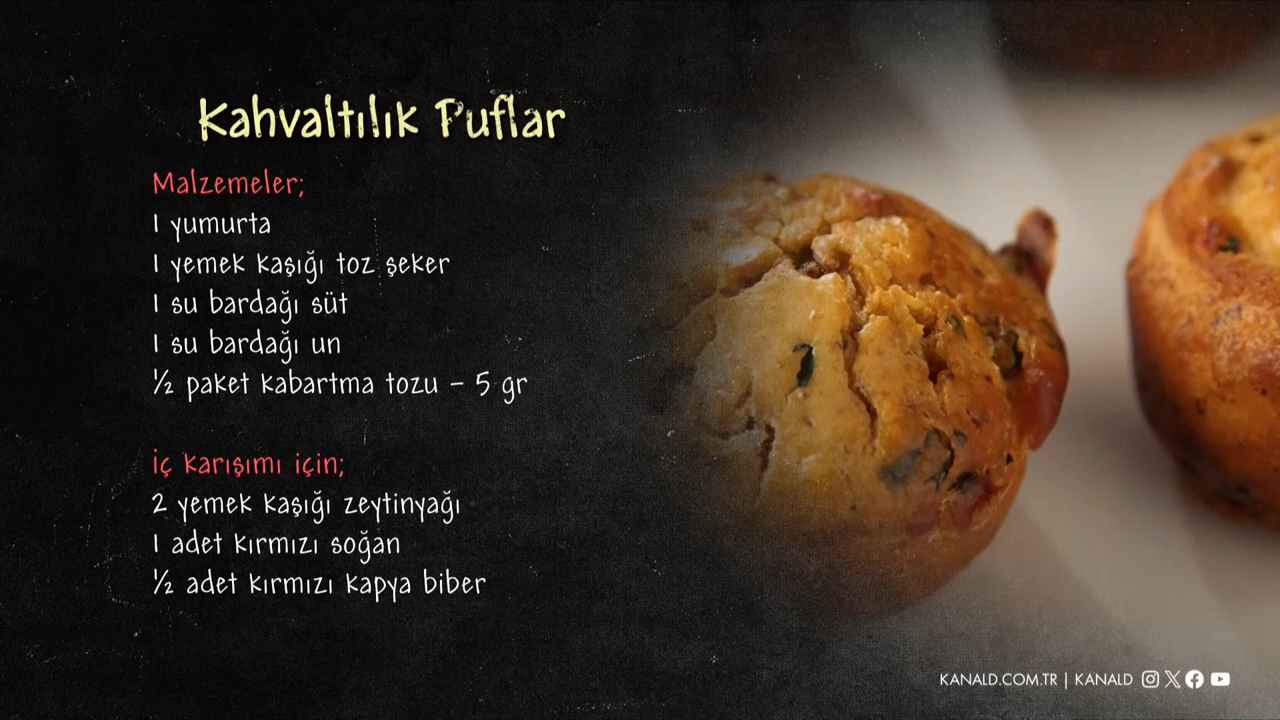 Kahvaltılık Puflar
Malzemeler;
1 yumurta
1 yemek kaşığı toz şeker
1 su bardağı süt
1 su bardağı un
½ paket kabartma tozu – 5 gr
İç karışımı için;
2 yemek kaşığı zeytinyağı
1 adet kırmızı soğan
½ adet kırmızı kapya biber
KANALD.COM.TR | KANALD